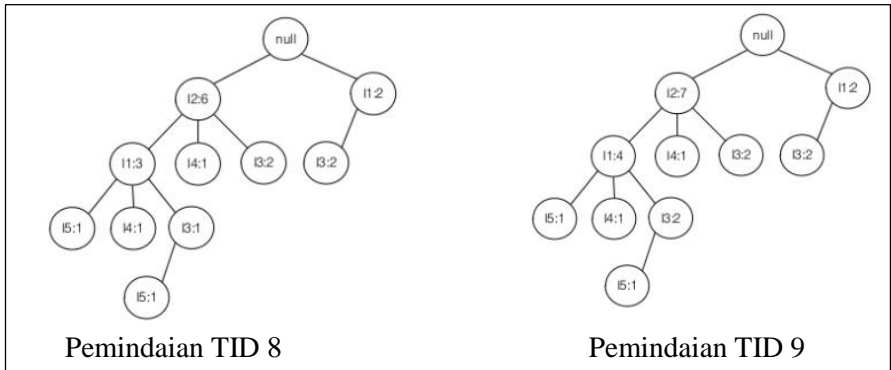 null
I2:6
I1:2
I1:3
I4:1
I3:2
I3:2
I5:1
I4:1
I3:1
I5:1
Pemindaian TID 8
null
I2:7
I1:2
I1:4
I4:1
I3:2
I3:2
I5:1
I4:1
I3:2
I5:1
Pemindaian TID 9